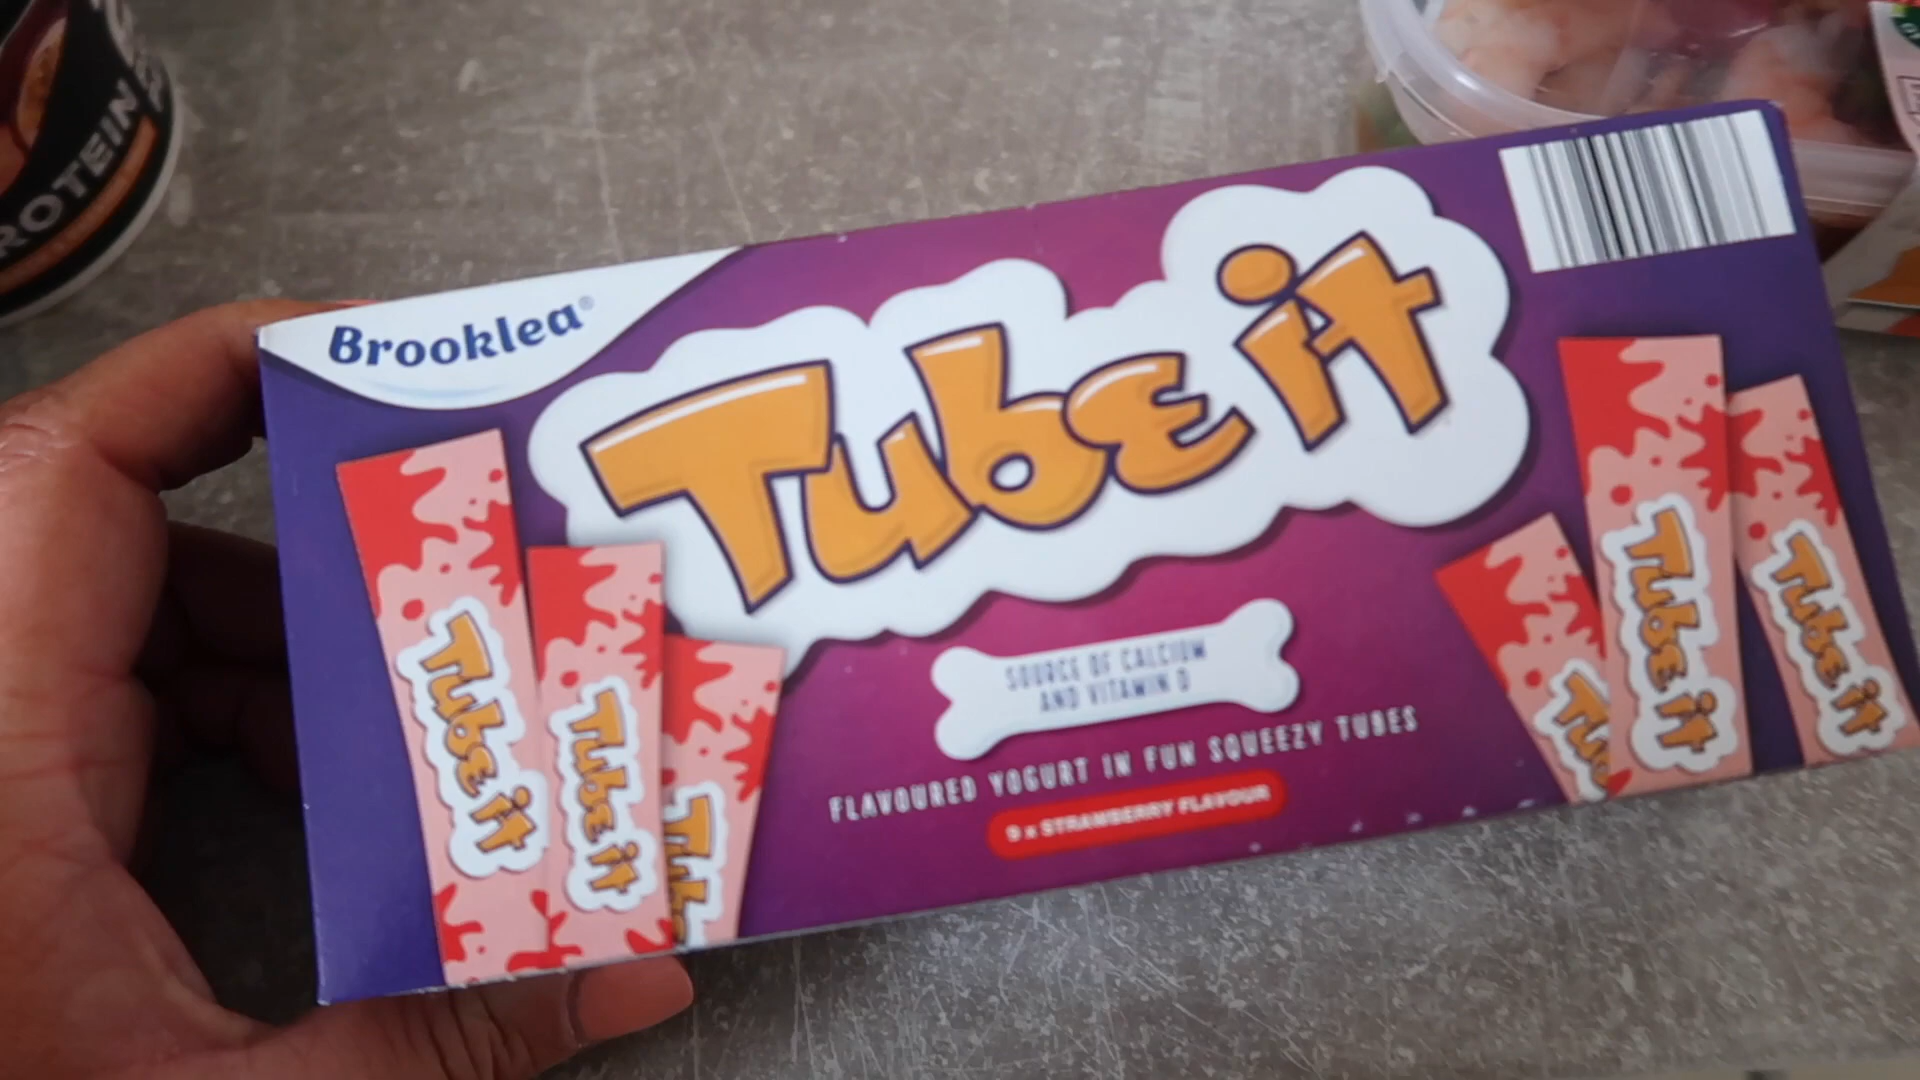 PROTEIN
Brooklea®
Tube it
SOURCE OF CALCIUM
AND VITAMIN D
FLAVOURED YOGURT IN FUN SQUEEZY TUBES
9 x STRAWBERRY FLAVOUR
Tube it
Tube it
Tube
Tu
Tube it
Tube it